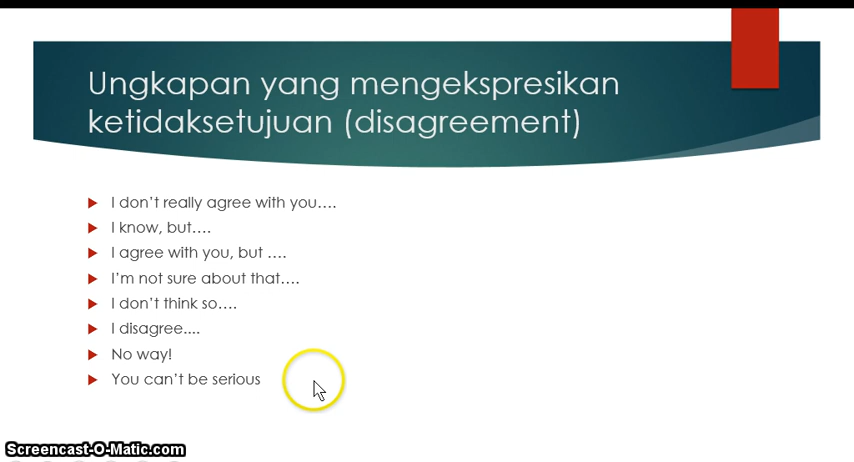 Ungkapan yang mengekspresikan
ketidaksetujuan (disagreement)
I don't really agree with you….
I know, but….
I agree with you, but ….
I'm not sure about that….
I don't think so….
I disagree....
No way!
You can't be serious
Screencast-O-Matic.com